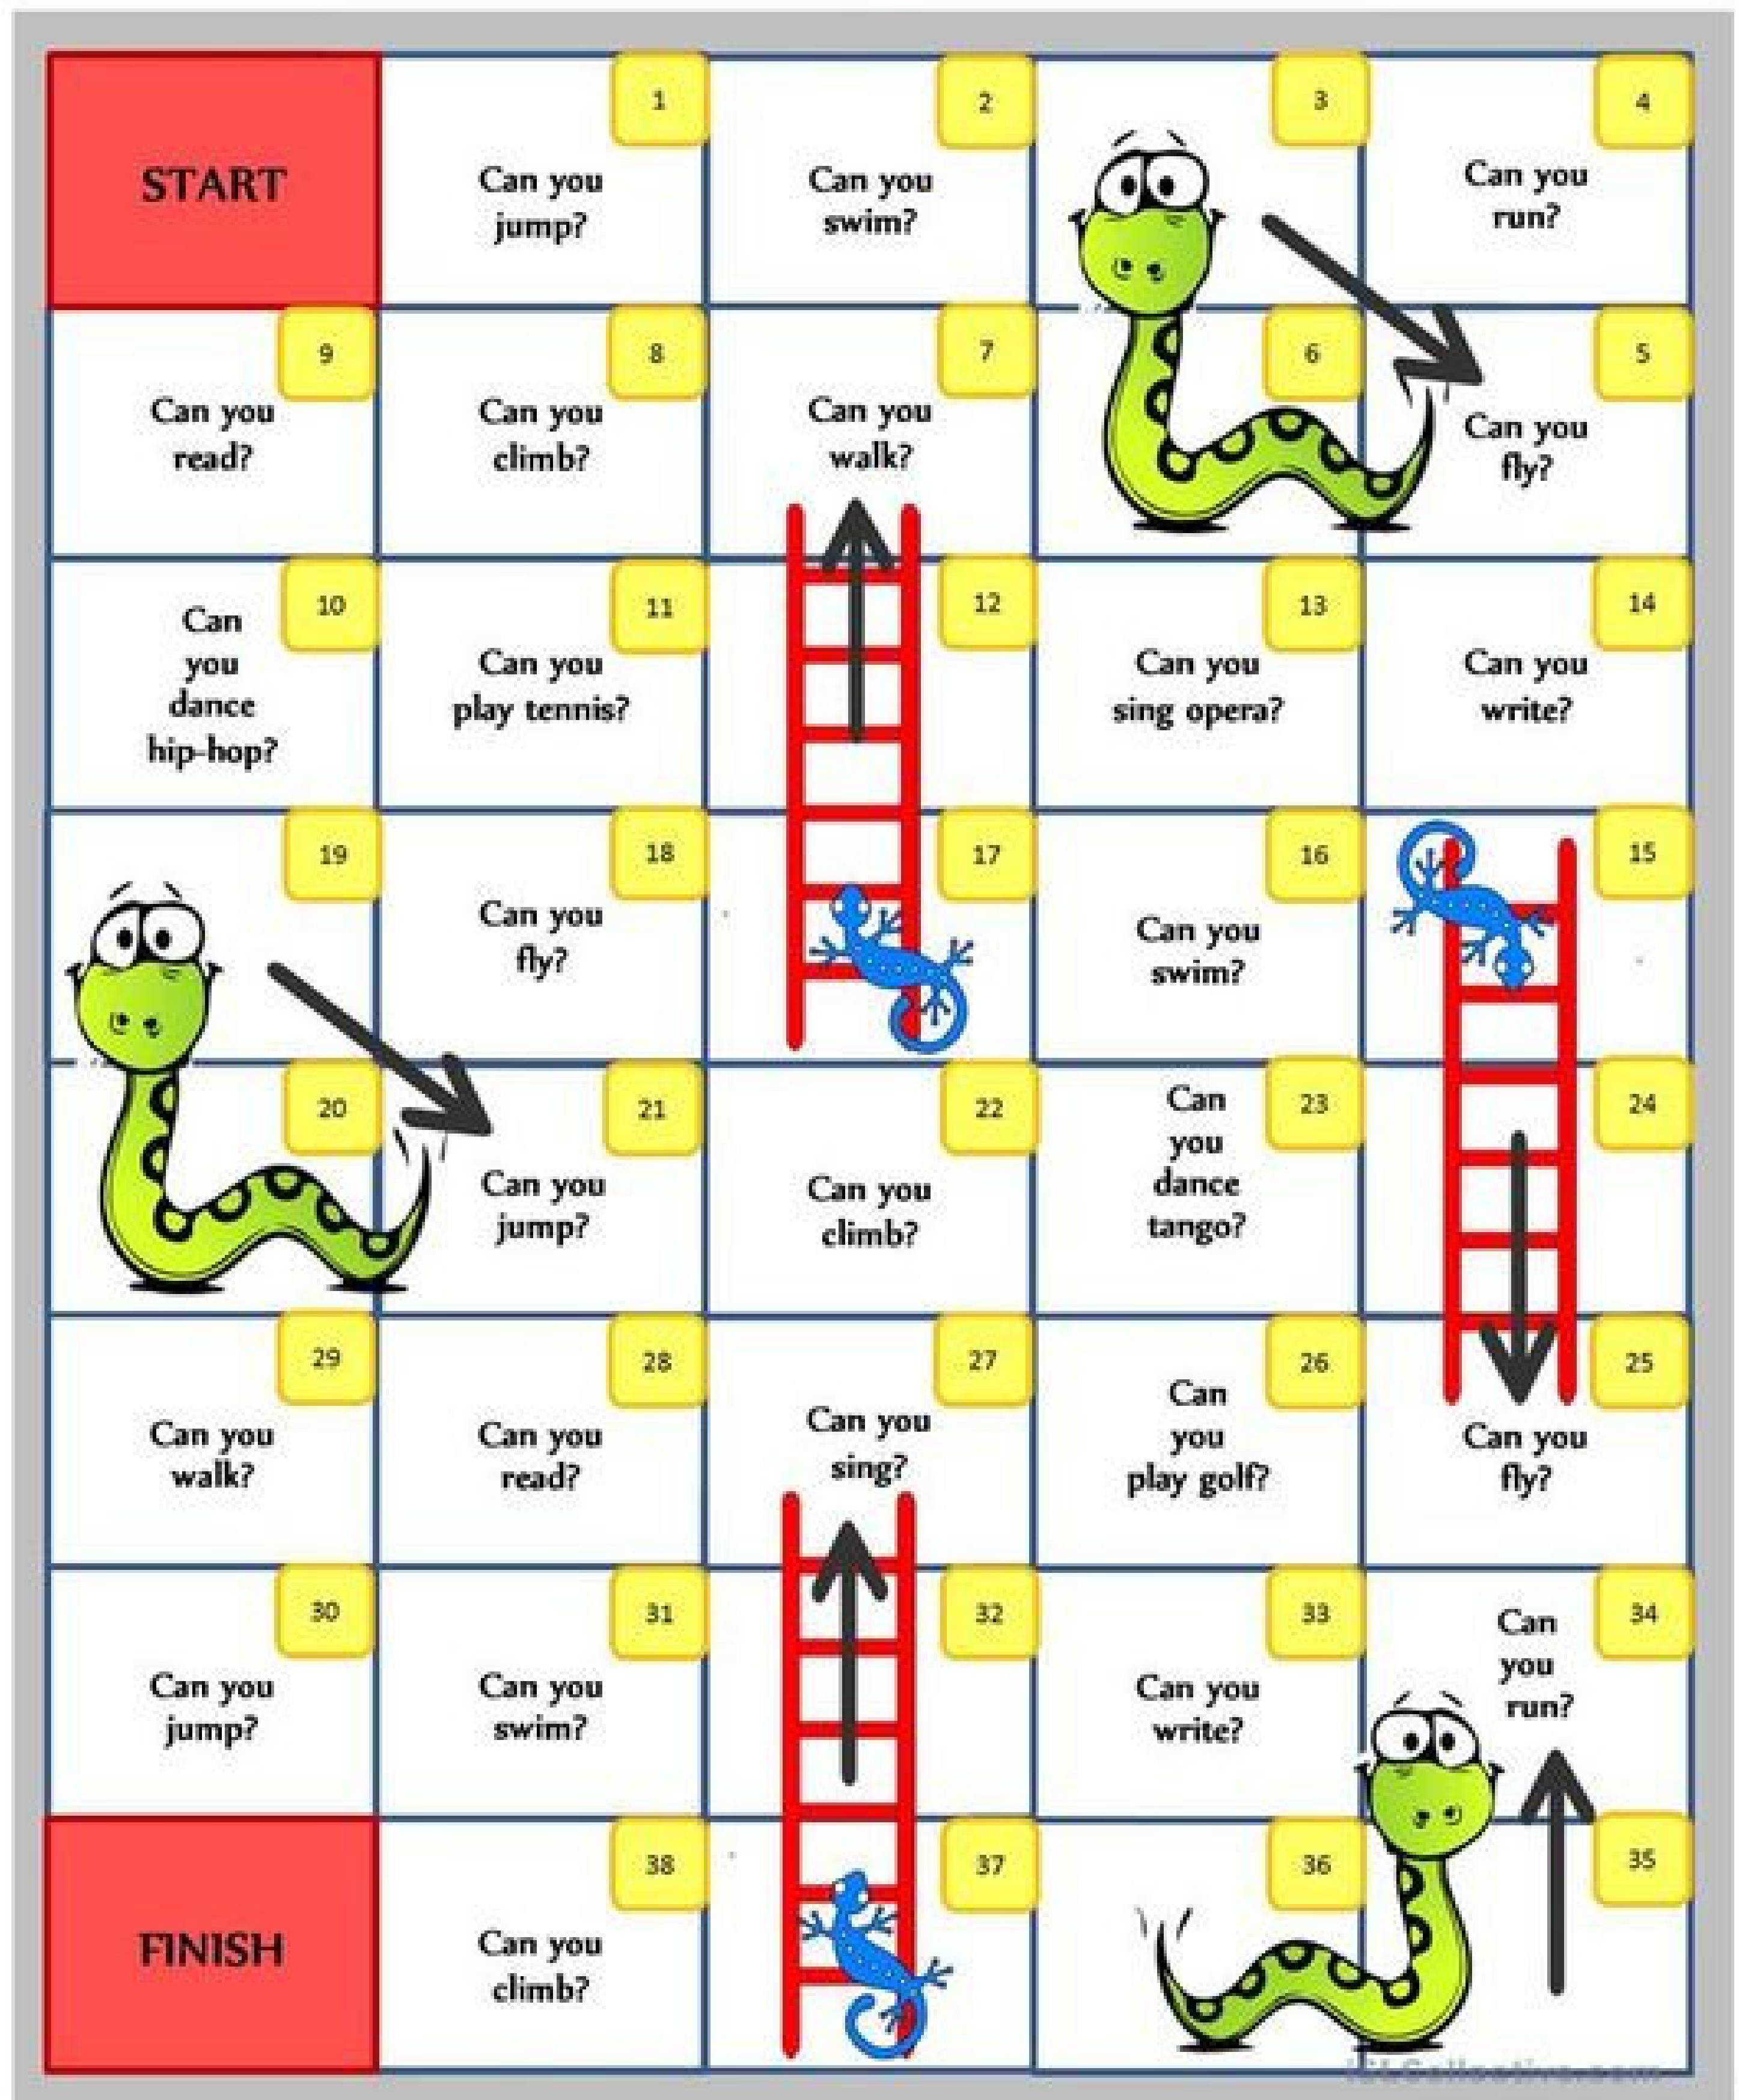 START
1
Can you
jump?
2
Can you
swim?
3
4
Can you
run?
9
Can you
read?
8
Can you
climb?
7
Can you
walk?
6
5
Can you
fly?
10
Can
you
dance
hip-hop?
11
Can you
play tennis?
12
13
Can you
sing opera?
14
Can you
write?
19
18
Can you
fly?
17
16
Can you
swim?
15
20
21
Can you
jump?
22
Can you
climb?
23
Can
you
dance
tango?
24
29
Can you
walk?
28
Can you
read?
27
Can you
sing?
26
Can
you
play golf?
25
Can you
fly?
30
Can you
jump?
31
Can you
swim?
32
33
Can you
write?
34
Can
you
run?
FINISH
38
Can you
climb?
37
36
35